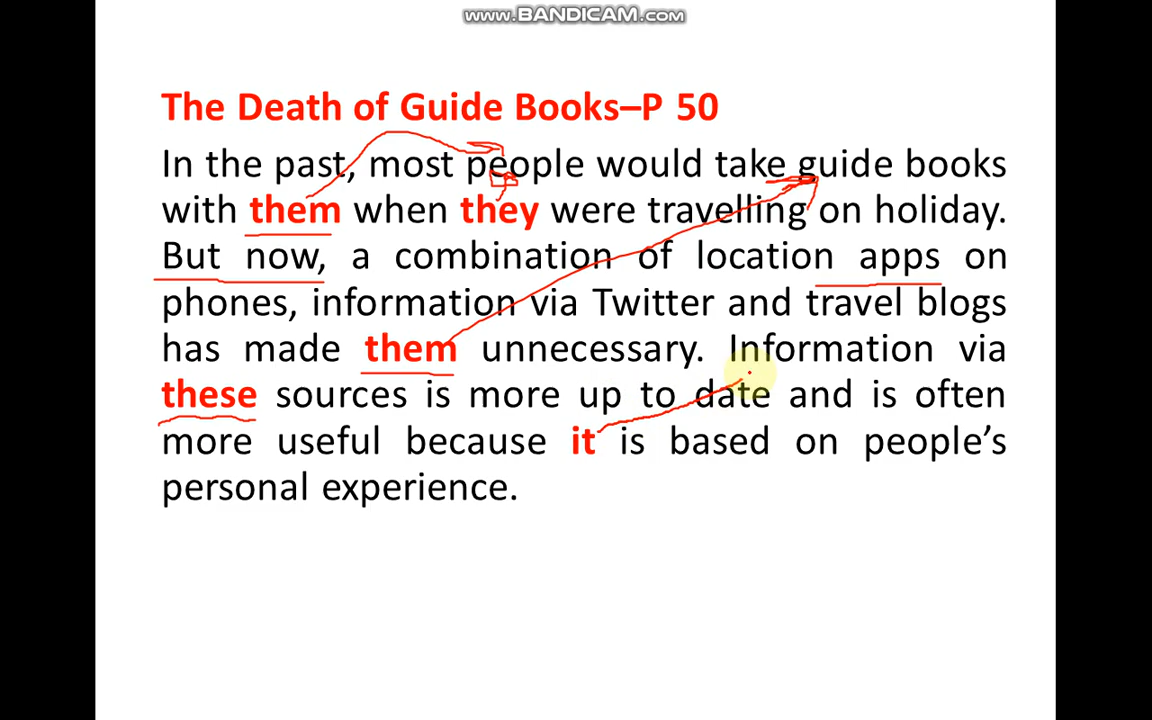 www.BANDICAM.com
The Death of Guide Books–P 50
In the past, most people would take guide books
with them when they were travelling on holiday.
But now, a combination of location apps on
phones, information via Twitter and travel blogs
has made them unnecessary. Information via
these sources is more up to date and is often
more useful because it is based on people’s
personal experience.